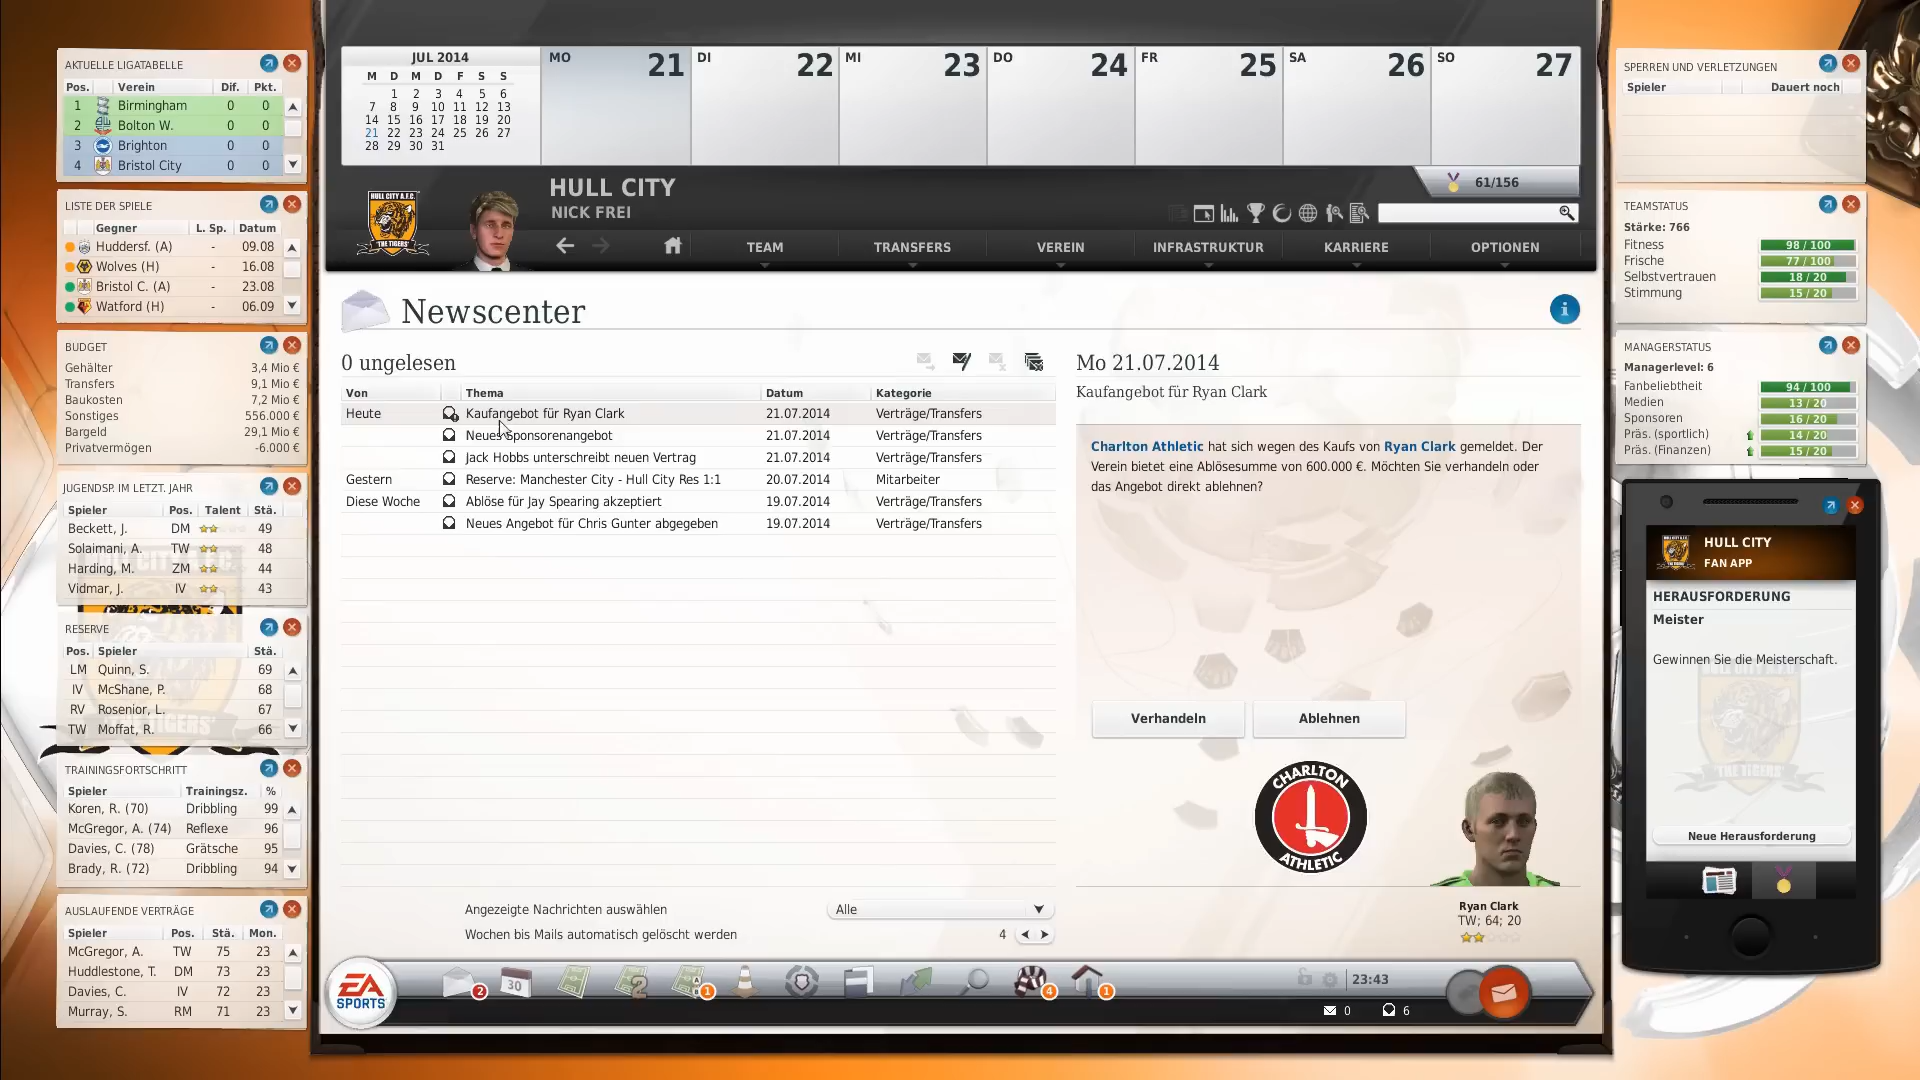 JUL 2014
M D M D F S S
1 2 3 4 5 6
7 8 9 10 11 12 13
14 15 16 17 18 19 20
21 22 23 24 25 26 27
28 29 30 31
MO 21
DI 22
MI 23
DO 24
FR 25
SA 26
SO 27
61/156
HULL CITY A.F.C.
THE TIGERS
HULL CITY
NICK FREI
TEAM
TRANSFERS
VEREIN
INFRASTRUKTUR
KARRIERE
OPTIONEN
AKTUELLE LIGATABELLE
Pos. Verein Dif. Pkt.
1 Birmingham 0 0
2 Bolton W. 0 0
3 Brighton 0 0
4 Bristol City 0 0
LISTE DER SPIELE
Gegner L. Sp. Datum
Huddersf. (A) - 09.08
Wolves (H) - 16.08
Bristol C. (A) - 23.08
Watford (H) - 06.09
BUDGET
Gehälter 3,4 Mio €
Transfers 9,1 Mio €
Baukosten 7,2 Mio €
Sonstiges 556.000 €
Bargeld 29,1 Mio €
Privatvermögen -6.000 €
JUGENDSP. IM LETZT. JAHR
Spieler Pos. Talent Stä.
Beckett, J. DM 49
Solaimani, A. TW 48
Harding, M. ZM 44
Vidmar, J. IV 43
RESERVE
Pos. Spieler Stä.
LM Quinn, S. 69
IV McShane, P. 68
RV Rosenior, L. 67
TW Moffat, R. 66
TRAININGSFORTSCHRITT
Spieler Trainingsz. %
Koren, R. (70) Dribbling 99
McGregor, A. (74) Reflexe 96
Davies, C. (78) Grätsche 95
Brady, R. (72) Dribbling 94
AUSLAUFENDE VERTRÄGE
Spieler Pos. Stä. Mon.
McGregor, A. TW 75 23
Huddlestone, T. DM 73 23
Davies, C. IV 72 23
Murray, S. RM 71 23
Newscenter
0 ungelesen
Von Thema Datum Kategorie
Heute Kaufangebot für Ryan Clark 21.07.2014 Verträge/Transfers
Neues Sponsorenangebot 21.07.2014 Verträge/Transfers
Jack Hobbs unterschreibt neuen Vertrag 21.07.2014 Verträge/Transfers
Gestern Reserve: Manchester City - Hull City Res 1:1 20.07.2014 Mitarbeiter
Diese Woche Ablöse für Jay Spearing akzeptiert 19.07.2014 Verträge/Transfers
Neues Angebot für Chris Gunter abgegeben 19.07.2014 Verträge/Transfers
Angezeigte Nachrichten auswählen Alle
Wochen bis Mails automatisch gelöscht werden 4
Mo 21.07.2014
Kaufangebot für Ryan Clark
Charlton Athletic hat sich wegen des Kaufs von Ryan Clark gemeldet. Der
Verein bietet eine Ablösesumme von 600.000 €. Möchten Sie verhandeln oder
das Angebot direkt ablehnen?
Verhandeln
Ablehnen
CHARLTON
ATHLETIC
Ryan Clark
TW; 64; 20
SPERREN UND VERLETZUNGEN
Spieler Dauert noch
TEAMSTATUS
Stärke: 766
Fitness 98 / 100
Frische 77 / 100
Selbstvertrauen 18 / 20
Stimmung 15 / 20
MANAGERSTATUS
Managerlevel: 6
Fanbeliebtheit 94 / 100
Medien 13 / 20
Sponsoren 16 / 20
Präs. (sportlich) 14 / 20
Präs. (Finanzen) 15 / 20
HULL CITY
FAN APP
HERAUSFORDERUNG
Meister
Gewinnen Sie die Meisterschaft.
THE TIGERS
Neue Herausforderung
EA
SPORTS
2
30
2
1
4
1
23:43
0
6